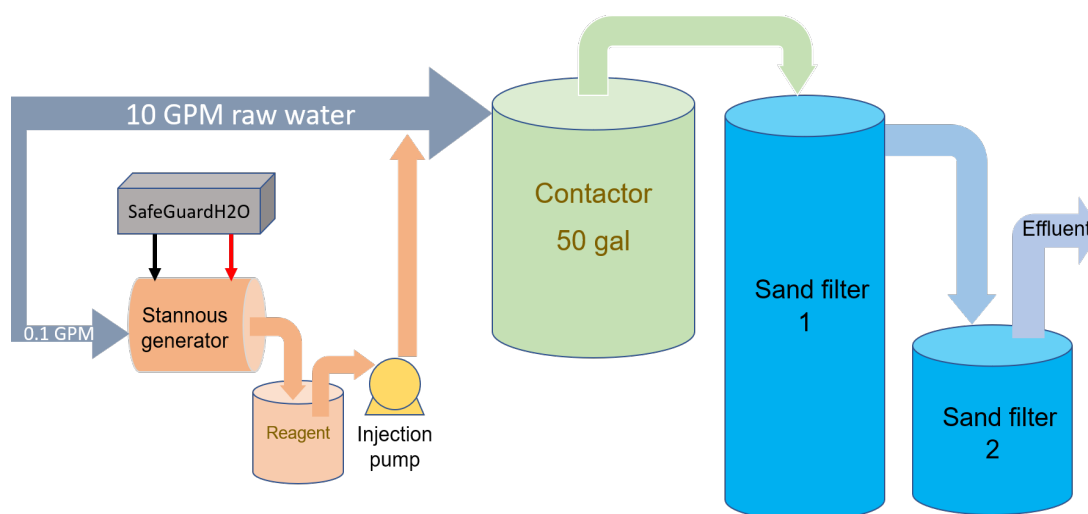 10 GPM raw water
SafeGuardH2O
0.1 GPM
Stannous
generator
Reagent
Injection
pump
Contactor
50 gal
Sand filter
1
Effluent
Sand filter
2